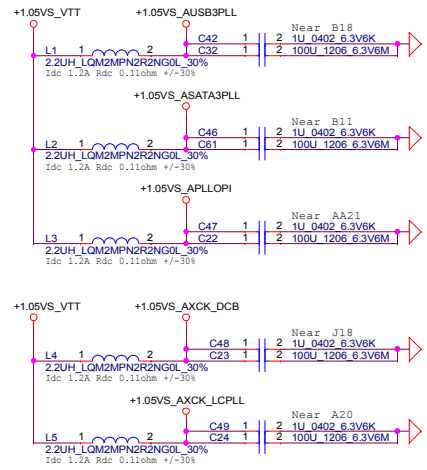 +1.05VS_VTT +1.05VS_AUSB3PLL
Near B18
C42 1 2 1U_0402_6.3V6K
L1 1 2 C32 1 2 100U_1206_6.3V6M
2.2UH_LQM2MPN2R2NG0L_30%
Idc 1.2A Rdc 0.11ohm +/-30%
+1.05VS_ASATA3PLL
Near B11
C46 1 2 1U_0402_6.3V6K
L2 1 2 C61 1 2 100U_1206_6.3V6M
2.2UH_LQM2MPN2R2NG0L_30%
Idc 1.2A Rdc 0.11ohm +/-30%
+1.05VS_APLLOPI
Near AA21
C47 1 2 1U_0402_6.3V6K
L3 1 2 C22 1 2 100U_1206_6.3V6M
2.2UH_LQM2MPN2R2NG0L_30%
Idc 1.2A Rdc 0.11ohm +/-30%
+1.05VS_VTT +1.05VS_AXCK_DCB
Near J18
C48 1 2 1U_0402_6.3V6K
L4 1 2 C23 1 2 100U_1206_6.3V6M
2.2UH_LQM2MPN2R2NG0L_30%
Idc 1.2A Rdc 0.11ohm +/-30%
+1.05VS_AXCK_LCPLL
Near A20
C49 1 2 1U_0402_6.3V6K
L5 1 2 C24 1 2 100U_1206_6.3V6M
2.2UH_LQM2MPN2R2NG0L_30%
Idc 1.2A Rdc 0.11ohm +/-30%